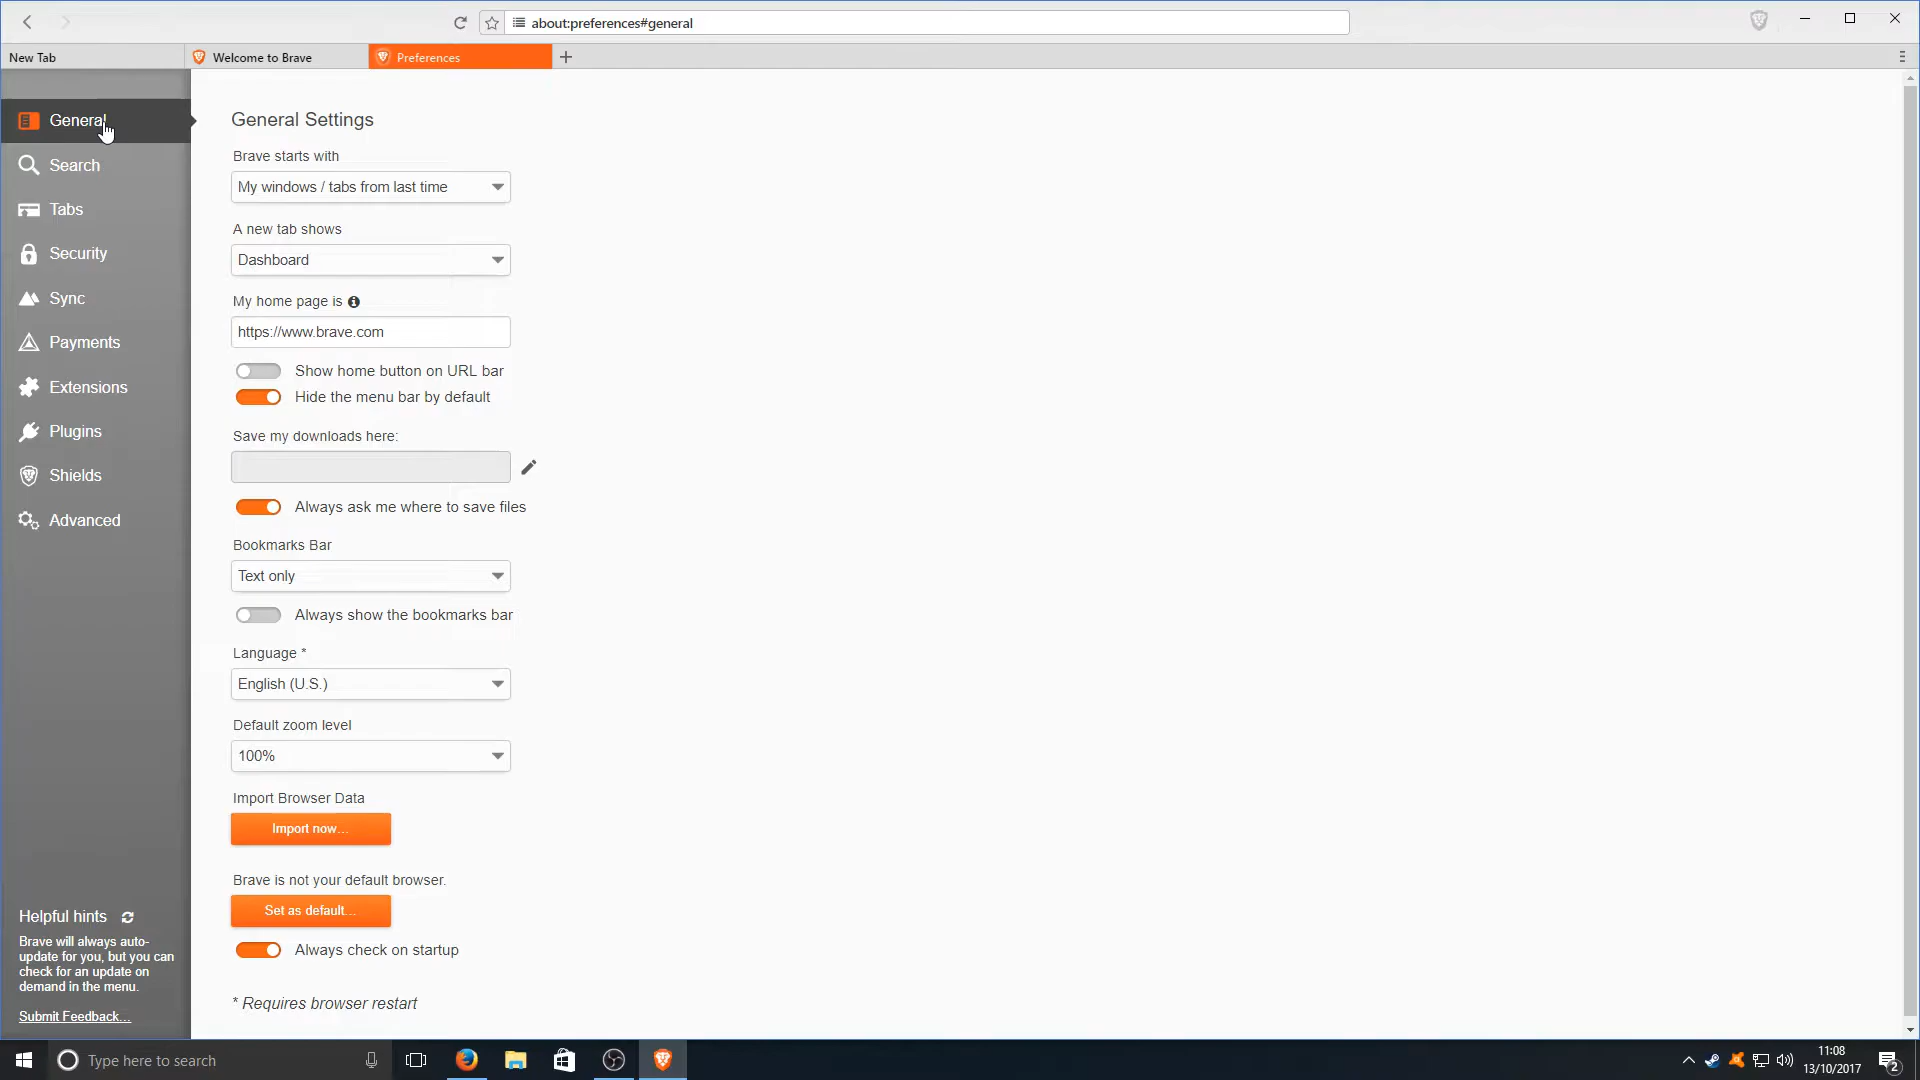 about:preferences#general
New Tab
Welcome to Brave
Preferences
General
Search
Tabs
Security
Sync
Payments
Extensions
Plugins
Shields
Advanced
Helpful hints
Brave will always auto-
update for you, but you can
check for an update on
demand in the menu.
Submit Feedback...
General Settings
Brave starts with
My windows / tabs from last time
A new tab shows
Dashboard
My home page is
https://www.brave.com
Show home button on URL bar
Hide the menu bar by default
Save my downloads here:
Always ask me where to save files
Bookmarks Bar
Text only
Always show the bookmarks bar
Language *
English (U.S.)
Default zoom level
100%
Import Browser Data
Import now...
Brave is not your default browser.
Set as default...
Always check on startup
* Requires browser restart
Type here to search
11:08
13/10/2017
2